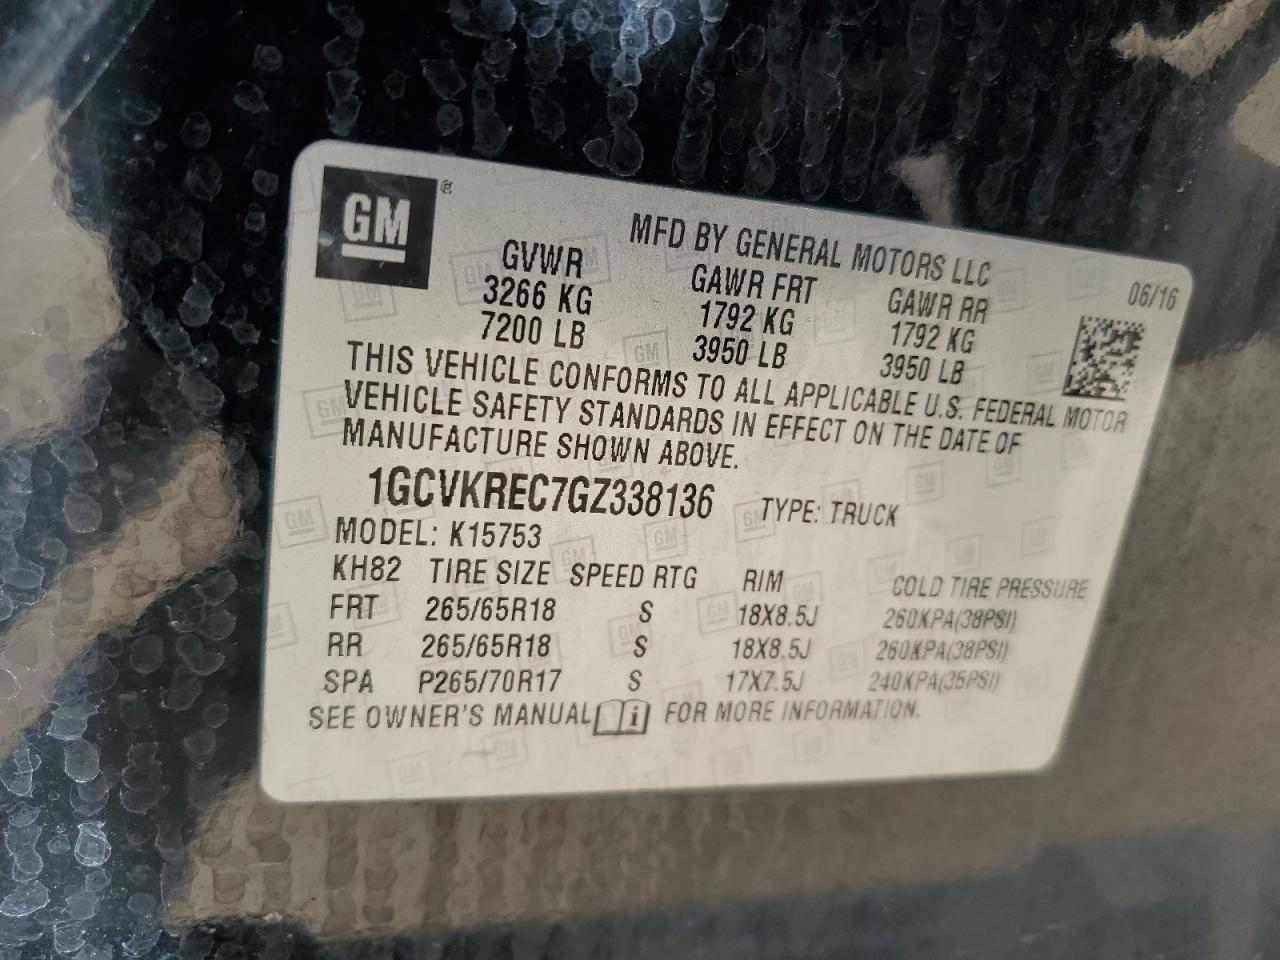 GM ®
MFD BY GENERAL MOTORS LLC
06/16
GVWR GAWR FRT GAWR RR
3266 KG 1792 KG 1792 KG
7200 LB 3950 LB 3950 LB
THIS VEHICLE CONFORMS TO ALL APPLICABLE U.S. FEDERAL MOTOR
VEHICLE SAFETY STANDARDS IN EFFECT ON THE DATE OF
MANUFACTURE SHOWN ABOVE.
1GCVKREC7GZ338136 TYPE: TRUCK
MODEL: K15753
KH82 TIRE SIZE SPEED RTG RIM COLD TIRE PRESSURE
FRT 265/65R18 S 18X8.5J 260KPA(38PSI)
RR 265/65R18 S 18X8.5J 260KPA(38PSI)
SPA P265/70R17 S 17X7.5J 240KPA(35PSI)
SEE OWNER'S MANUAL i FOR MORE INFORMATION.